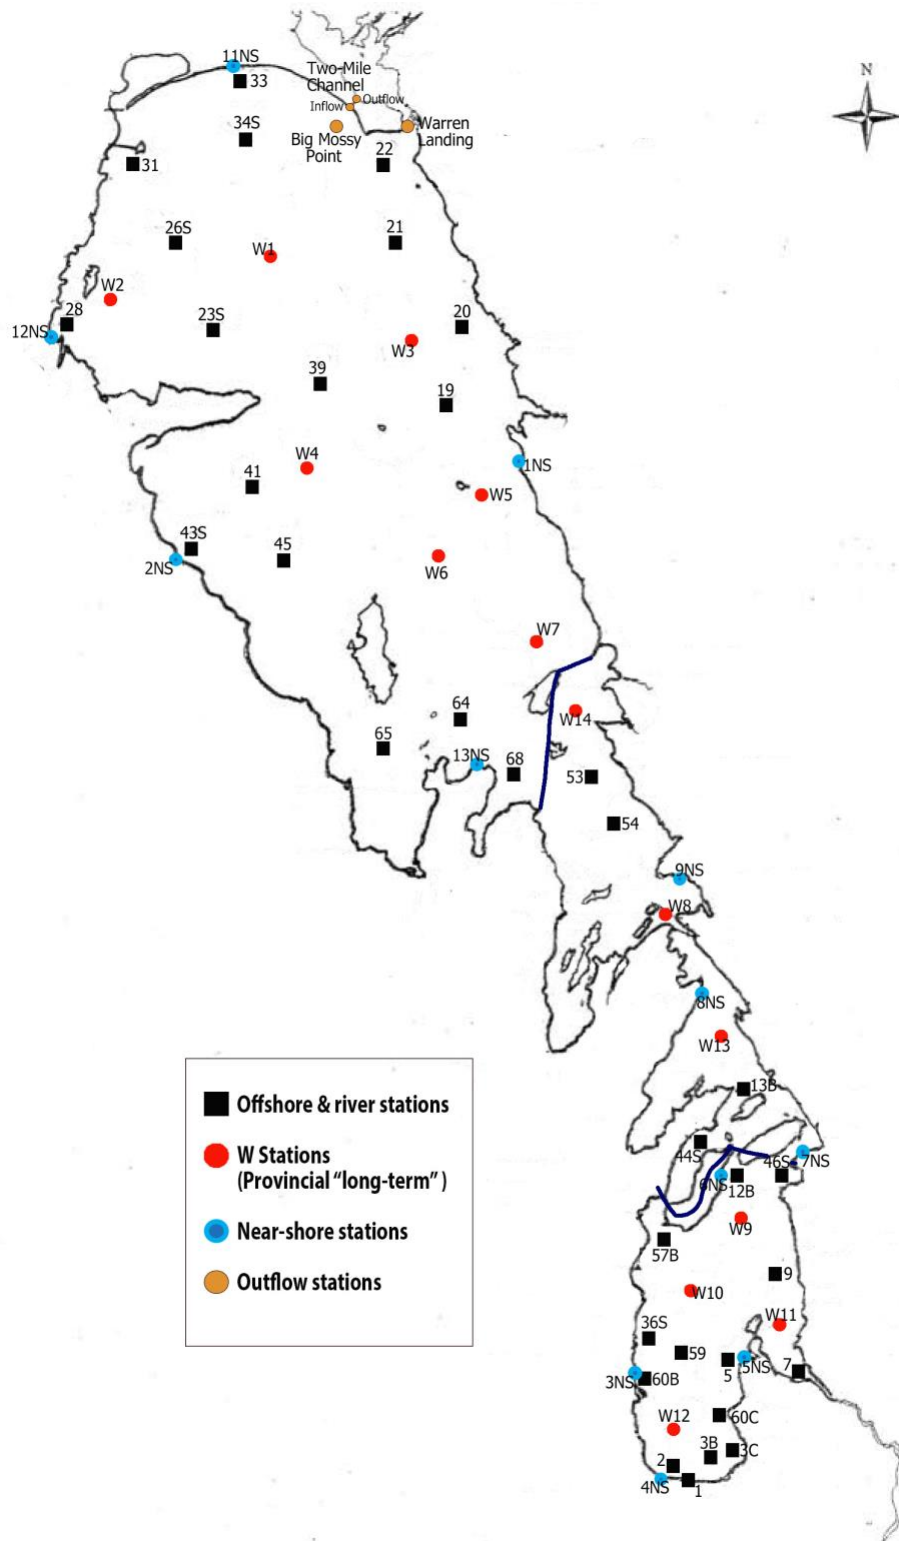 11NS
33
Two-Mile
Channel
Outflow
Inflow
N
34S
Big Mossy
Point
Warren
Landing
22
31
26S
W1
21
W2
28
23S
20
12NS
W3
39
19
W4
1NS
41
W5
43S
45
2NS
W6
W7
64
W14
65
13NS
68
53
54
9NS
W8
8NS
W13
13B
44S
46S
7NS
6NS
12B
W9
57B
9
W10
W11
36S
59
5
5NS
7
3NS
60B
60C
W12
3B
3C
2
4NS
1
Offshore & river stations
W Stations
(Provincial “long-term” )
Near-shore stations
Outflow stations